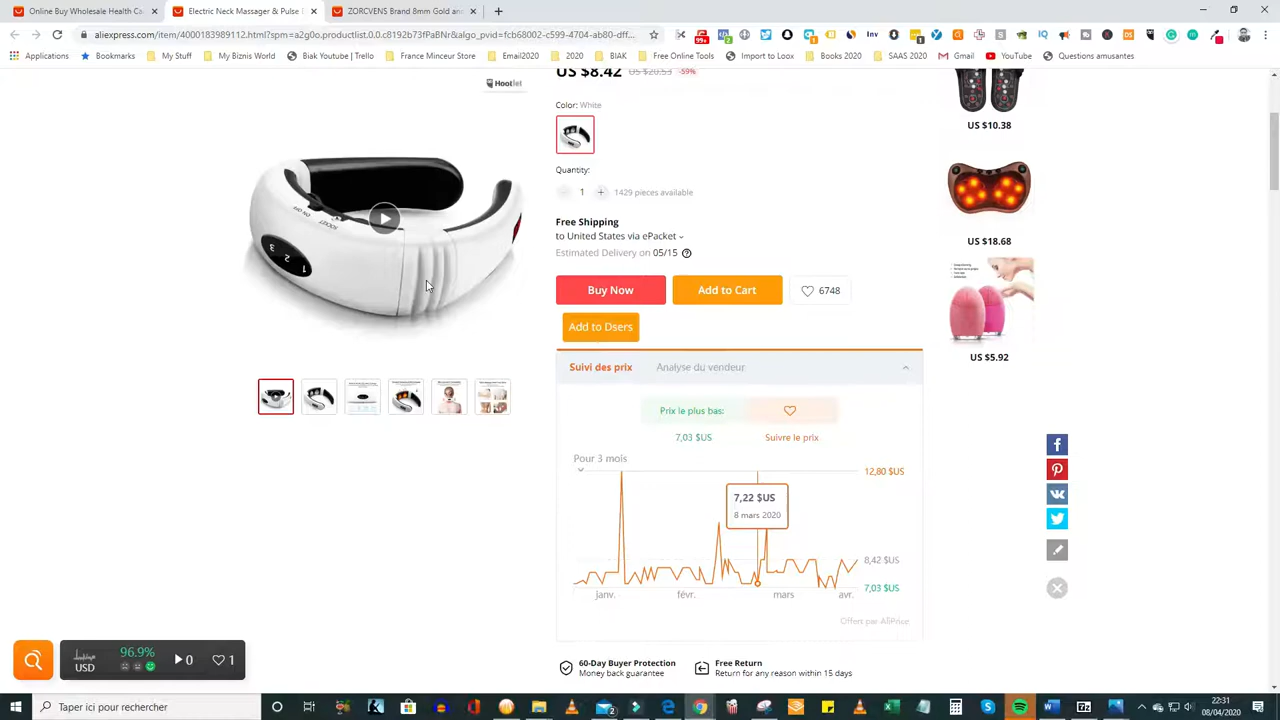 Online Buy Wholesale Health Ca
Electric Neck Massager & Pulse
ZORCVENS Brand 8mm Gold and
aliexpress.com/item/4000183989112.html?spm=a2g0o.productlist.0.0.c8192b73fPaBNr&algo_pvid=fcb68002-c599-4704-ab80-dff...
Applications
Bookmarks
My Stuff
My Biznis Works
Biak Youtube | Trell
France Minceur Store
Email2020
2020
BIAK
Free Online Tools
Import to Loox
Books 2020
SAAS 2020
Gmail
YouTube
Questions amusantes
Hootlet
US $8.42 US $20.53 -59%
Color: White
Quantity:
1
1429 pieces available
Free Shipping
to United States via ePacket
Estimated Delivery on 05/15
Buy Now
Add to Cart
6748
Add to Dsers
Suivi des prix
Analyse du vendeur
Prix le plus bas:
7,03 $US
Suivre le prix
Pour 3 mois
12,80 $US
7,22 $US
8 mars 2020
8,42 $US
7,03 $US
janv.
févr.
mars
avr.
Offert par AliPrice
60-Day Buyer Protection
Money back guarantee
Free Return
Return for any reason within 15 days
US $10.38
US $18.68
US $5.92
USD
96.9%
0
1
Taper ici pour rechercher
22:31
08/04/2020